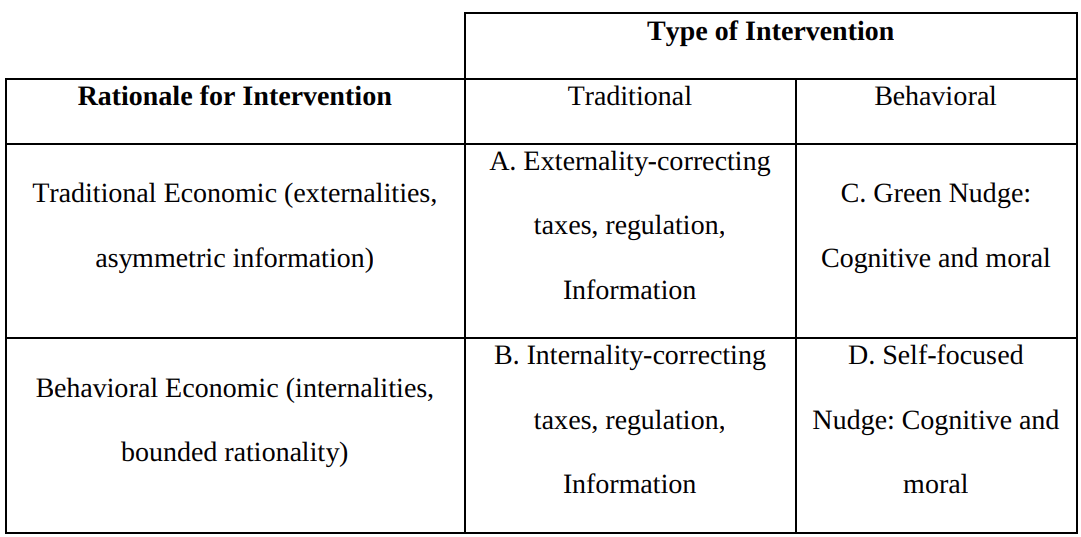 Type of Intervention
Rationale for Intervention
Traditional
Behavioral
Traditional Economic (externalities,
asymmetric information)
A. Externality-correcting
taxes, regulation,
Information
C. Green Nudge:
Cognitive and moral
Behavioral Economic (internalities,
bounded rationality)
B. Internality-correcting
taxes, regulation,
Information
D. Self-focused
Nudge: Cognitive and
moral